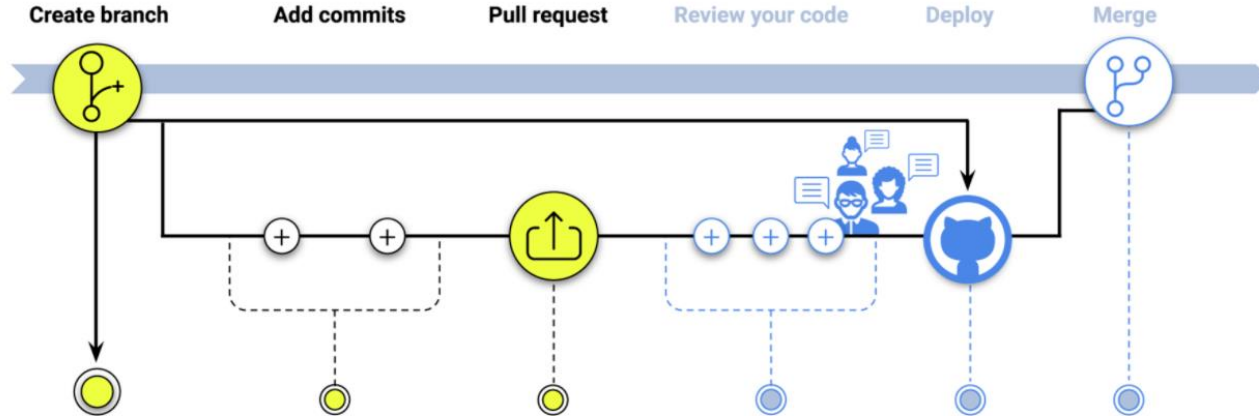 Create branch
Add commits
Pull request
Review your code
Deploy
Merge